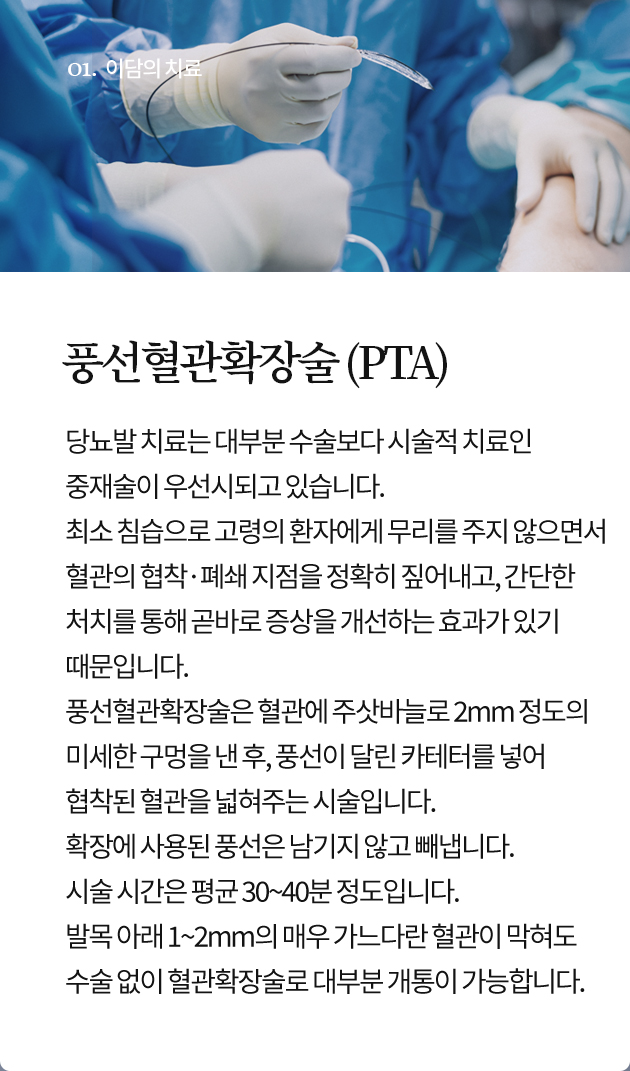 01. 이담의 치료
풍선혈관확장술 (PTA)
당뇨발 치료는 대부분 수술보다 시술적 치료인
중재술이 우선시되고 있습니다.
최소 침습으로 고령의 환자에게 무리를 주지 않으면서
혈관의 협착·폐쇄 지점을 정확히 짚어내고, 간단한
처치를 통해 곧바로 증상을 개선하는 효과가 있기
때문입니다.
풍선혈관확장술은 혈관에 주삿바늘로 2mm 정도의
미세한 구멍을 낸 후, 풍선이 달린 카테터를 넣어
협착된 혈관을 넓혀주는 시술입니다.
확장에 사용된 풍선은 남기지 않고 빼냅니다.
시술 시간은 평균 30~40분 정도입니다.
발목 아래 1~2mm의 매우 가느다란 혈관이 막혀도
수술 없이 혈관확장술로 대부분 개통이 가능합니다.